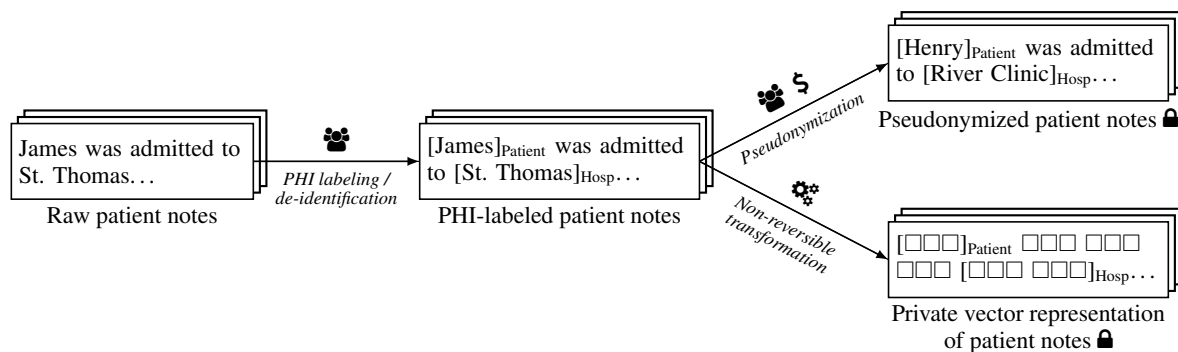 James was admitted to
St. Thomas…
Raw patient notes
PHI labeling /
de-identification
[James]Patient was admitted
to [St. Thomas]Hosp…
PHI-labeled patient notes
$
Pseudonymization
[Henry]Patient was admitted
to [River Clinic]Hosp…
Pseudonymized patient notes
Non-reversible
transformation
[□□□]Patient □□□ □□□
□□□ [□□□ □□□]Hosp…
Private vector representation
of patient notes